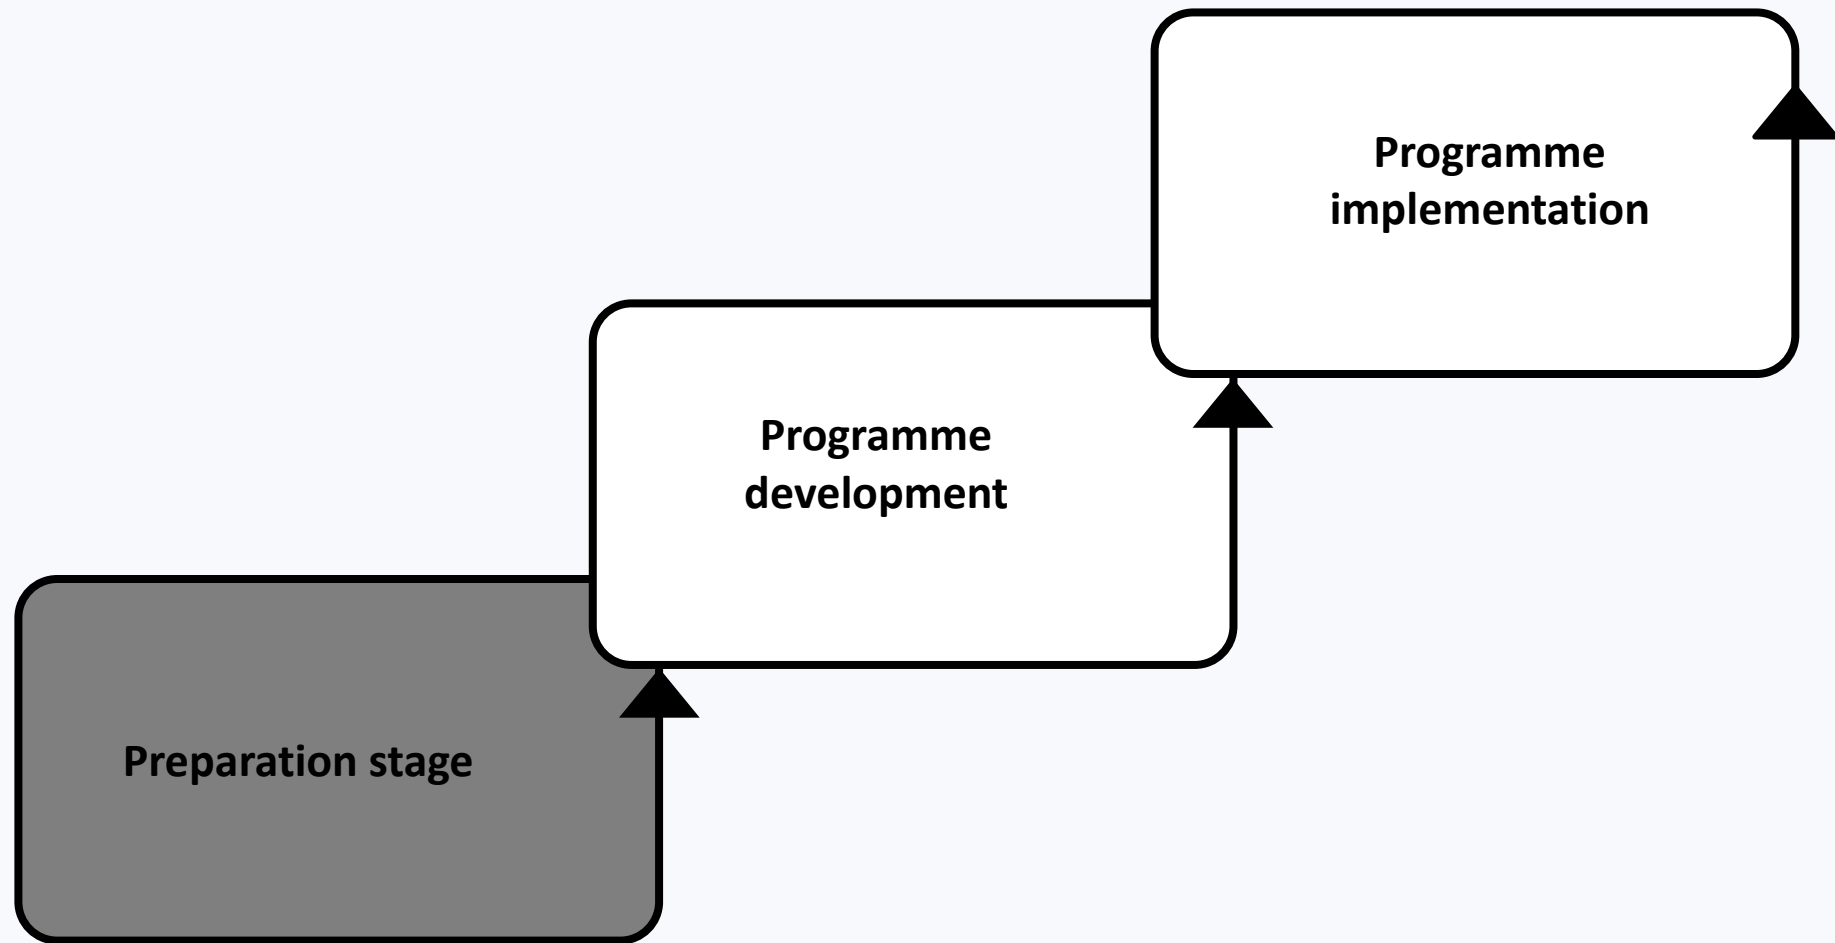 Programme
implementation
Programme
development
Preparation stage